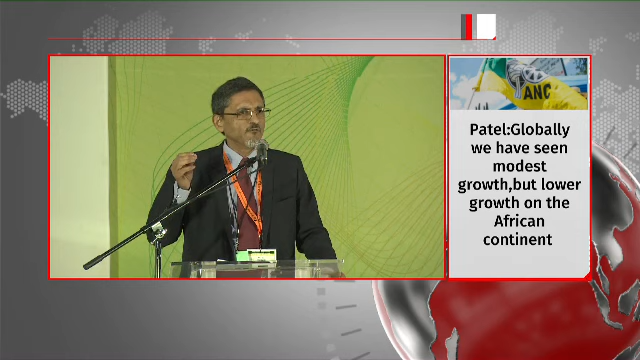 ANC
Patel:Globally
we have seen
modest
growth,but lower
growth on the
African
continent